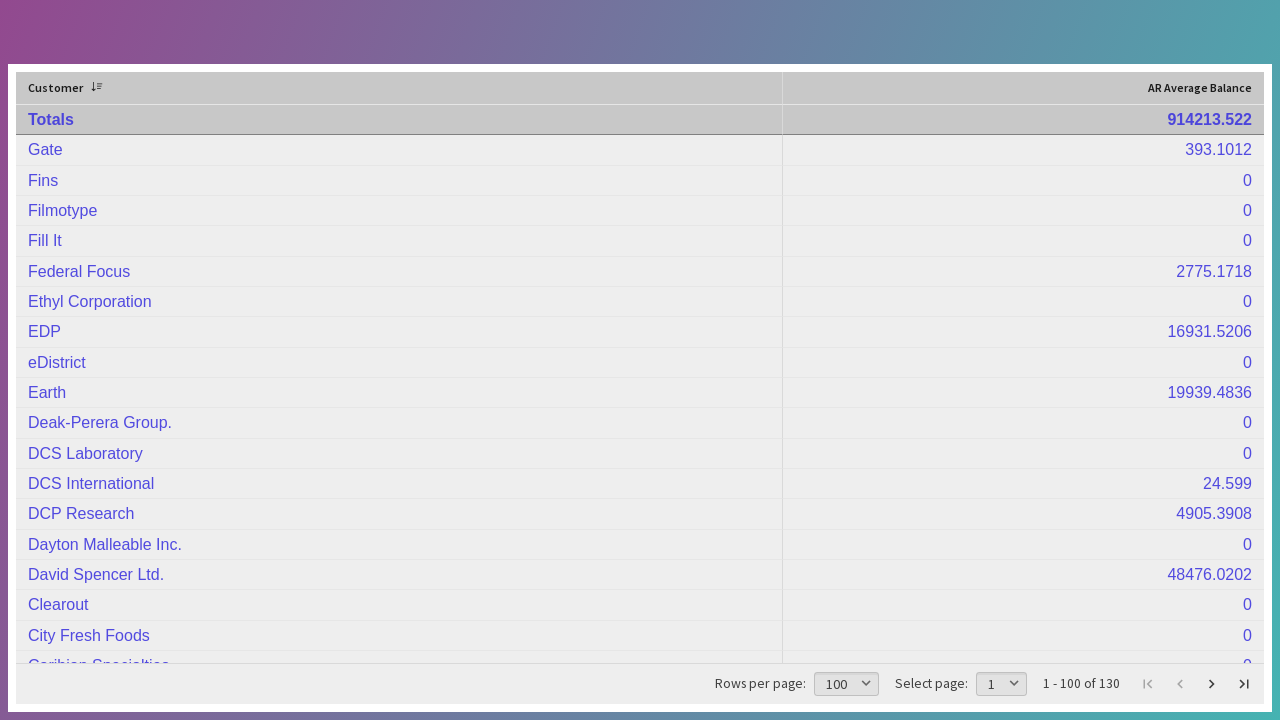 Customer AR Average Balance
Totals 914213.522
Gate 393.1012
Fins 0
Filmotype 0
Fill It 0
Federal Focus 2775.1718
Ethyl Corporation 0
EDP 16931.5206
eDistrict 0
Earth 19939.4836
Deak-Perera Group. 0
DCS Laboratory 0
DCS International 24.599
DCP Research 4905.3908
Dayton Malleable Inc. 0
David Spencer Ltd. 48476.0202
Clearout 0
City Fresh Foods 0
Rows per page: 100 Select page: 1 1 - 100 of 130